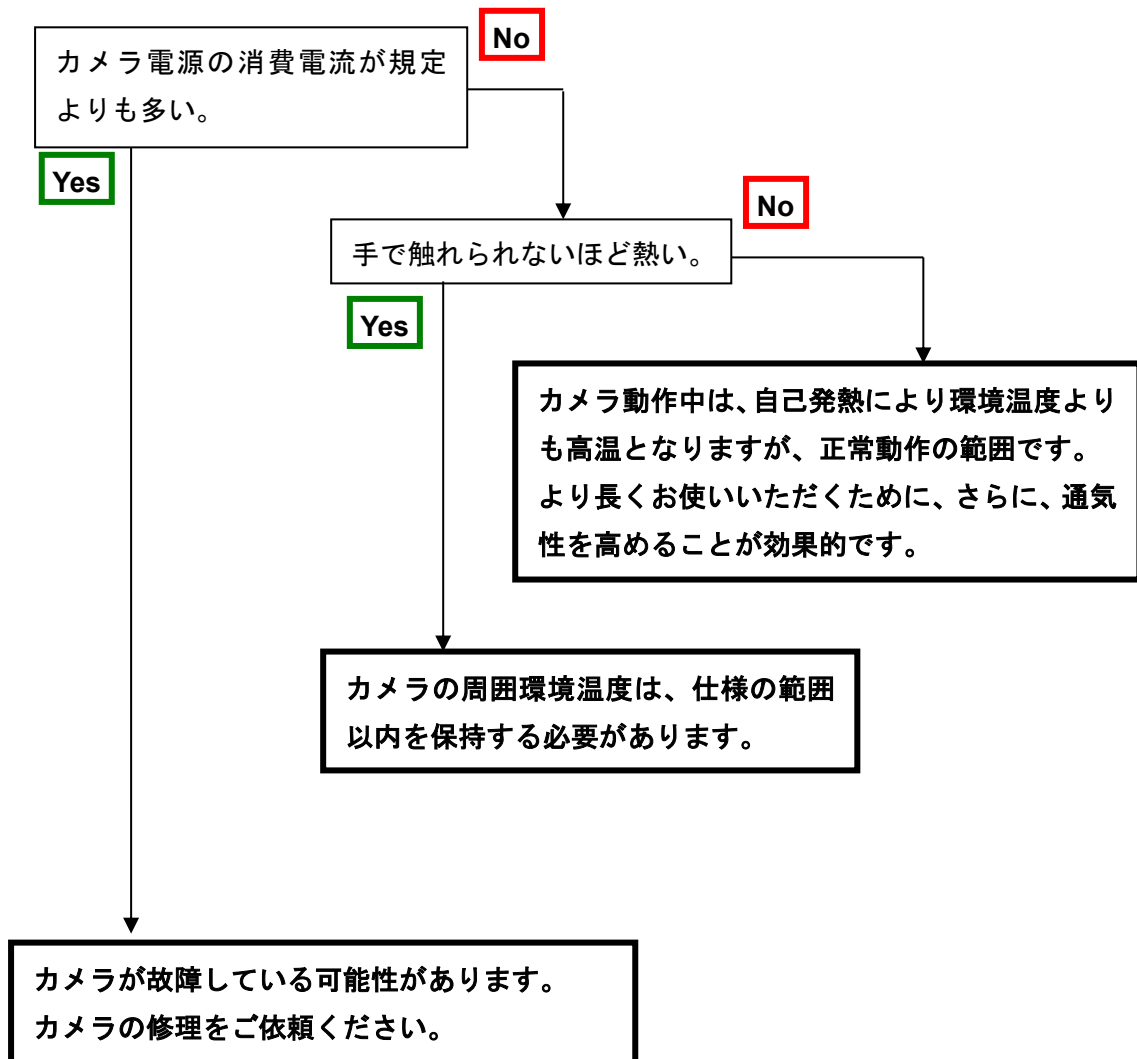 No
カメラ電源の消費電流が規定
よりも多い。
Yes
No
手で触れられないほど熱い。
Yes
カメラ動作中は、自己発熱により環境温度より
も高温となりますが、正常動作の範囲です。
より長くお使いいただくために、さらに、通気
性を高めることが効果的です。
カメラの周囲環境温度は、仕様の範囲
以内を保持する必要があります。
カメラが故障している可能性があります。
カメラの修理をご依頼ください。